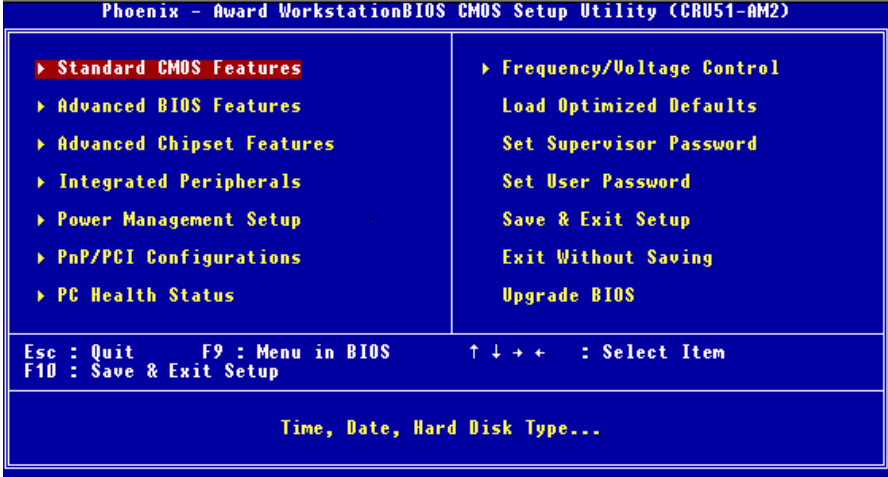 Phoenix - Award WorkstationBIOS CMOS Setup Utility (CRU51-AM2)
▸ Standard CMOS Features
▸ Advanced BIOS Features
▸ Advanced Chipset Features
▸ Integrated Peripherals
▸ Power Management Setup
▸ PnP/PCI Configurations
▸ PC Health Status
▸ Frequency/Voltage Control
Load Optimized Defaults
Set Supervisor Password
Set User Password
Save & Exit Setup
Exit Without Saving
Upgrade BIOS
Esc : Quit F9 : Menu in BIOS ↑ ↓ → ← : Select Item
F10 : Save & Exit Setup
Time, Date, Hard Disk Type...